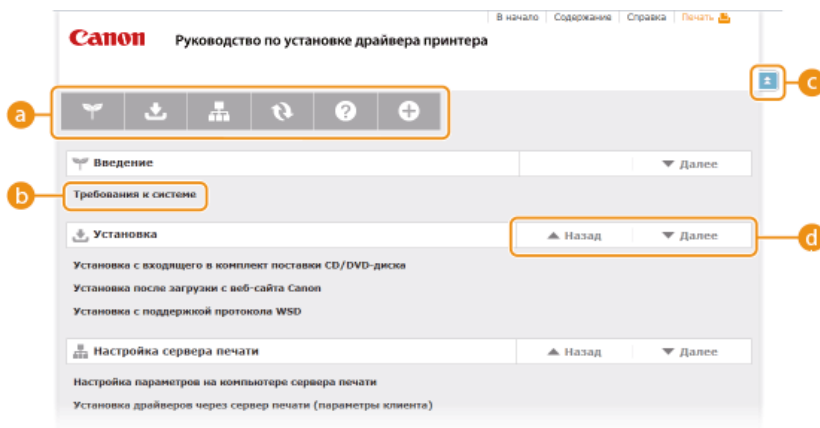 В начало Содержание Справка Печать
Canon Руководство по установке драйвера принтера
c
a
Введение Далее
b Требования к системе
Установка Назад Далее d
Установка с входящего в комплект поставки CD/DVD-диска
Установка после загрузки с веб-сайта Canon
Установка с поддержкой протокола WSD
Настройка сервера печати Назад Далее
Настройка параметров на компьютере сервера печати
Установка драйверов через сервер печати (параметры клиента)